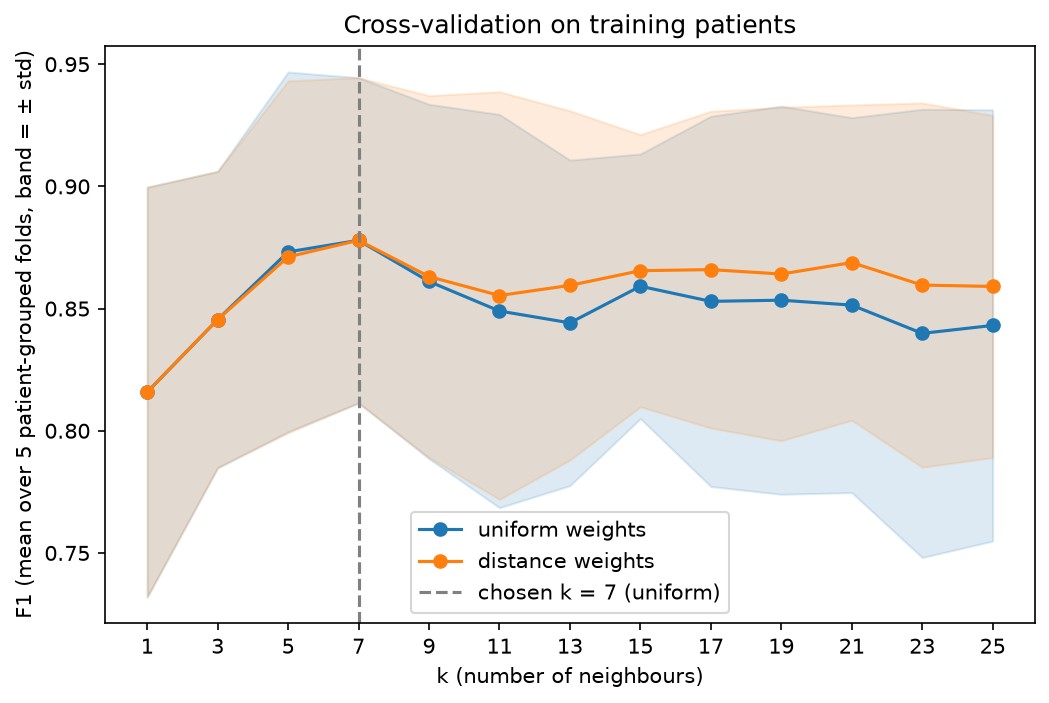 Cross-validation on training patients
F1 (mean over 5 patient-grouped folds, band = ± std)
0.95
0.90
0.85
0.80
0.75
uniform weights
distance weights
chosen k = 7 (uniform)
1 3 5 7 9 11 13 15 17 19 21 23 25
k (number of neighbours)